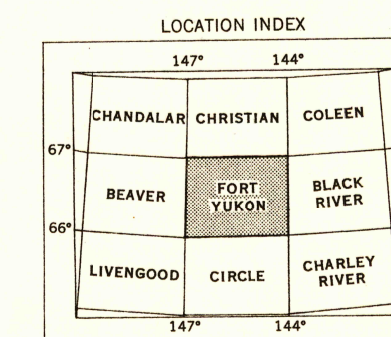 LOCATION INDEX
147° 144°
CHANDALAR CHRISTIAN COLEEN
67°
BEAVER FORT YUKON BLACK RIVER
66°
LIVENGOOD CIRCLE CHARLEY RIVER
147° 144°